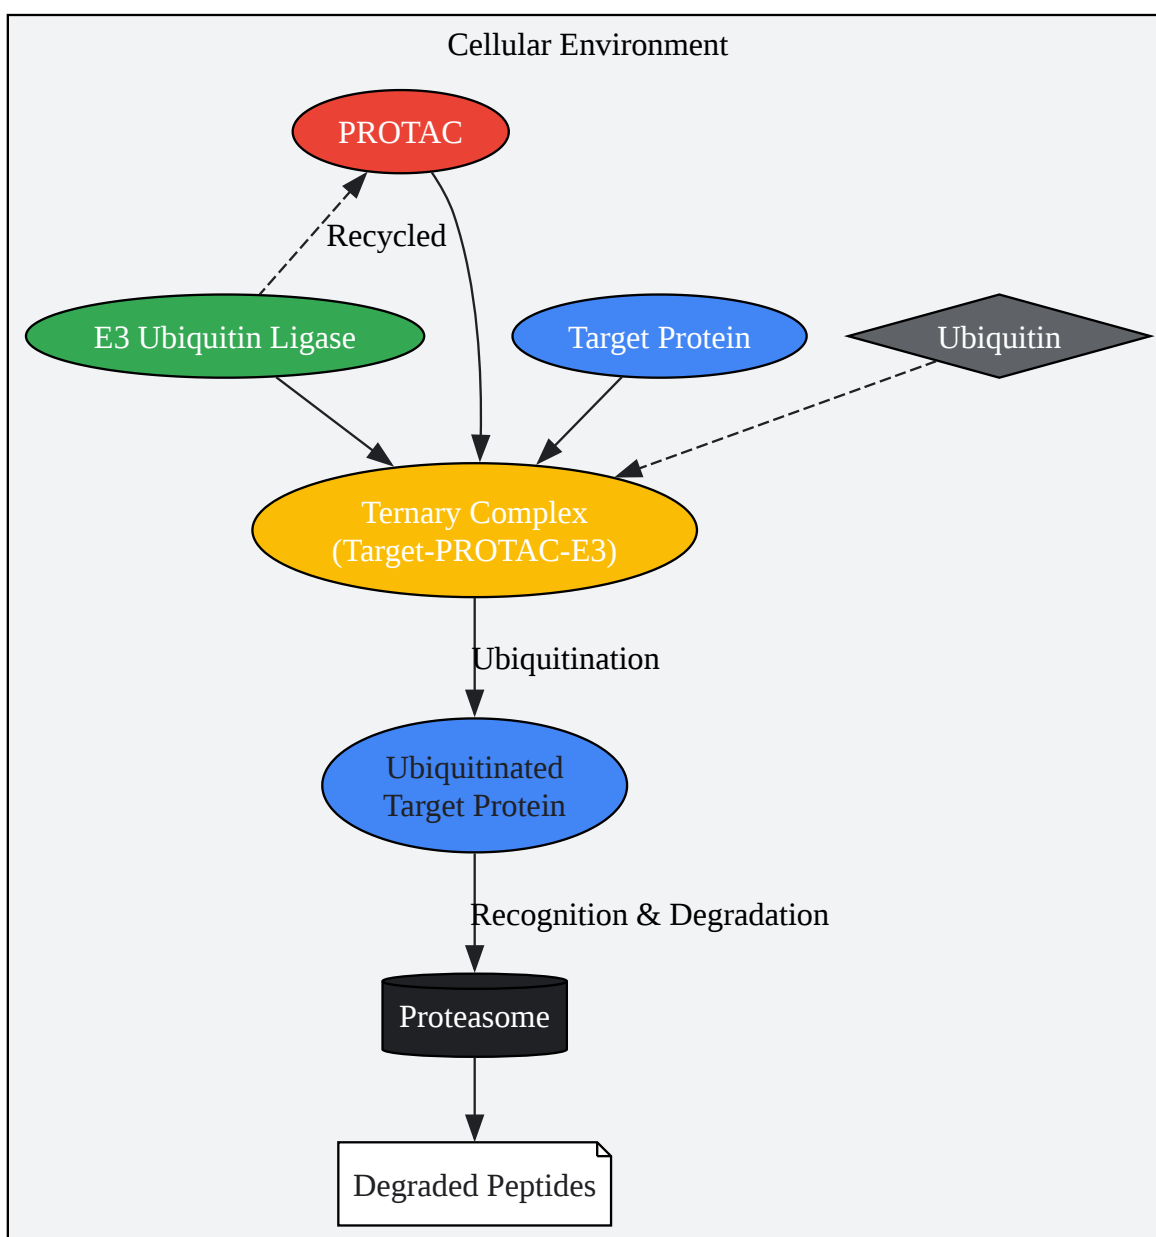 Cellular Environment
PROTAC
Recycled
E3 Ubiquitin Ligase
Target Protein
Ubiquitin
Ternary Complex
(Target-PROTAC-E3)
Ubiquitination
Ubiquitinated
Target Protein
Recognition & Degradation
Proteasome
Degraded Peptides